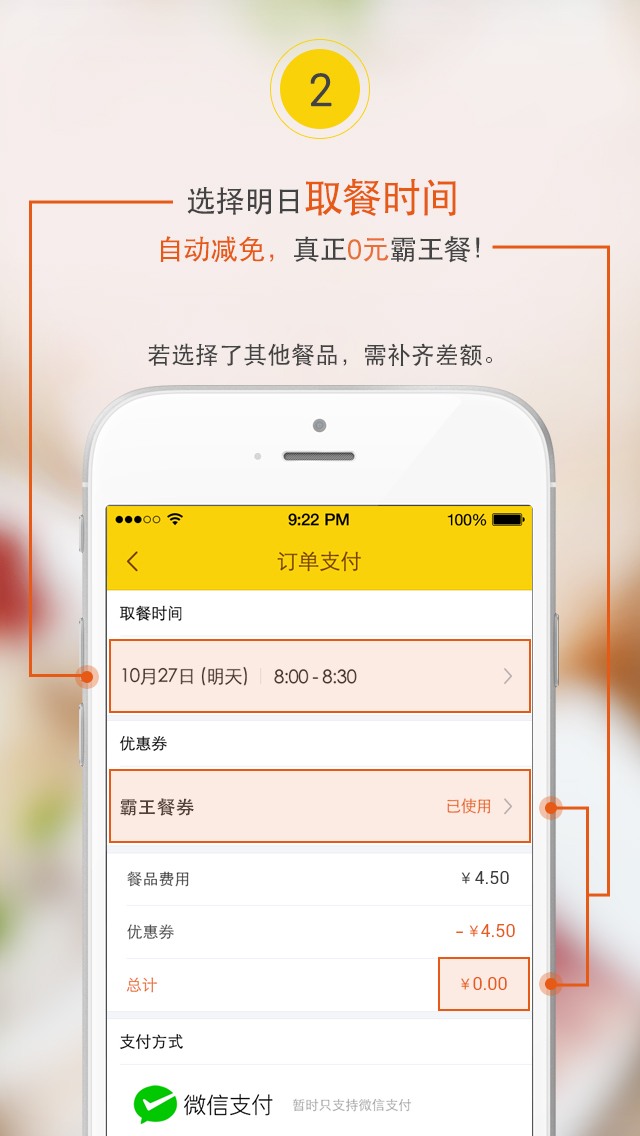 2
选择明日取餐时间
自动减免，真正0元霸王餐！
若选择了其他餐品，需补齐差额。
9:22 PM 100%
订单支付
取餐时间
10月27日 (明天) 8:00 - 8:30
优惠券
霸王餐券 已使用
餐品费用 ¥ 4.50
优惠券 - ¥ 4.50
总计 ¥ 0.00
支付方式
微信支付 暂时只支持微信支付